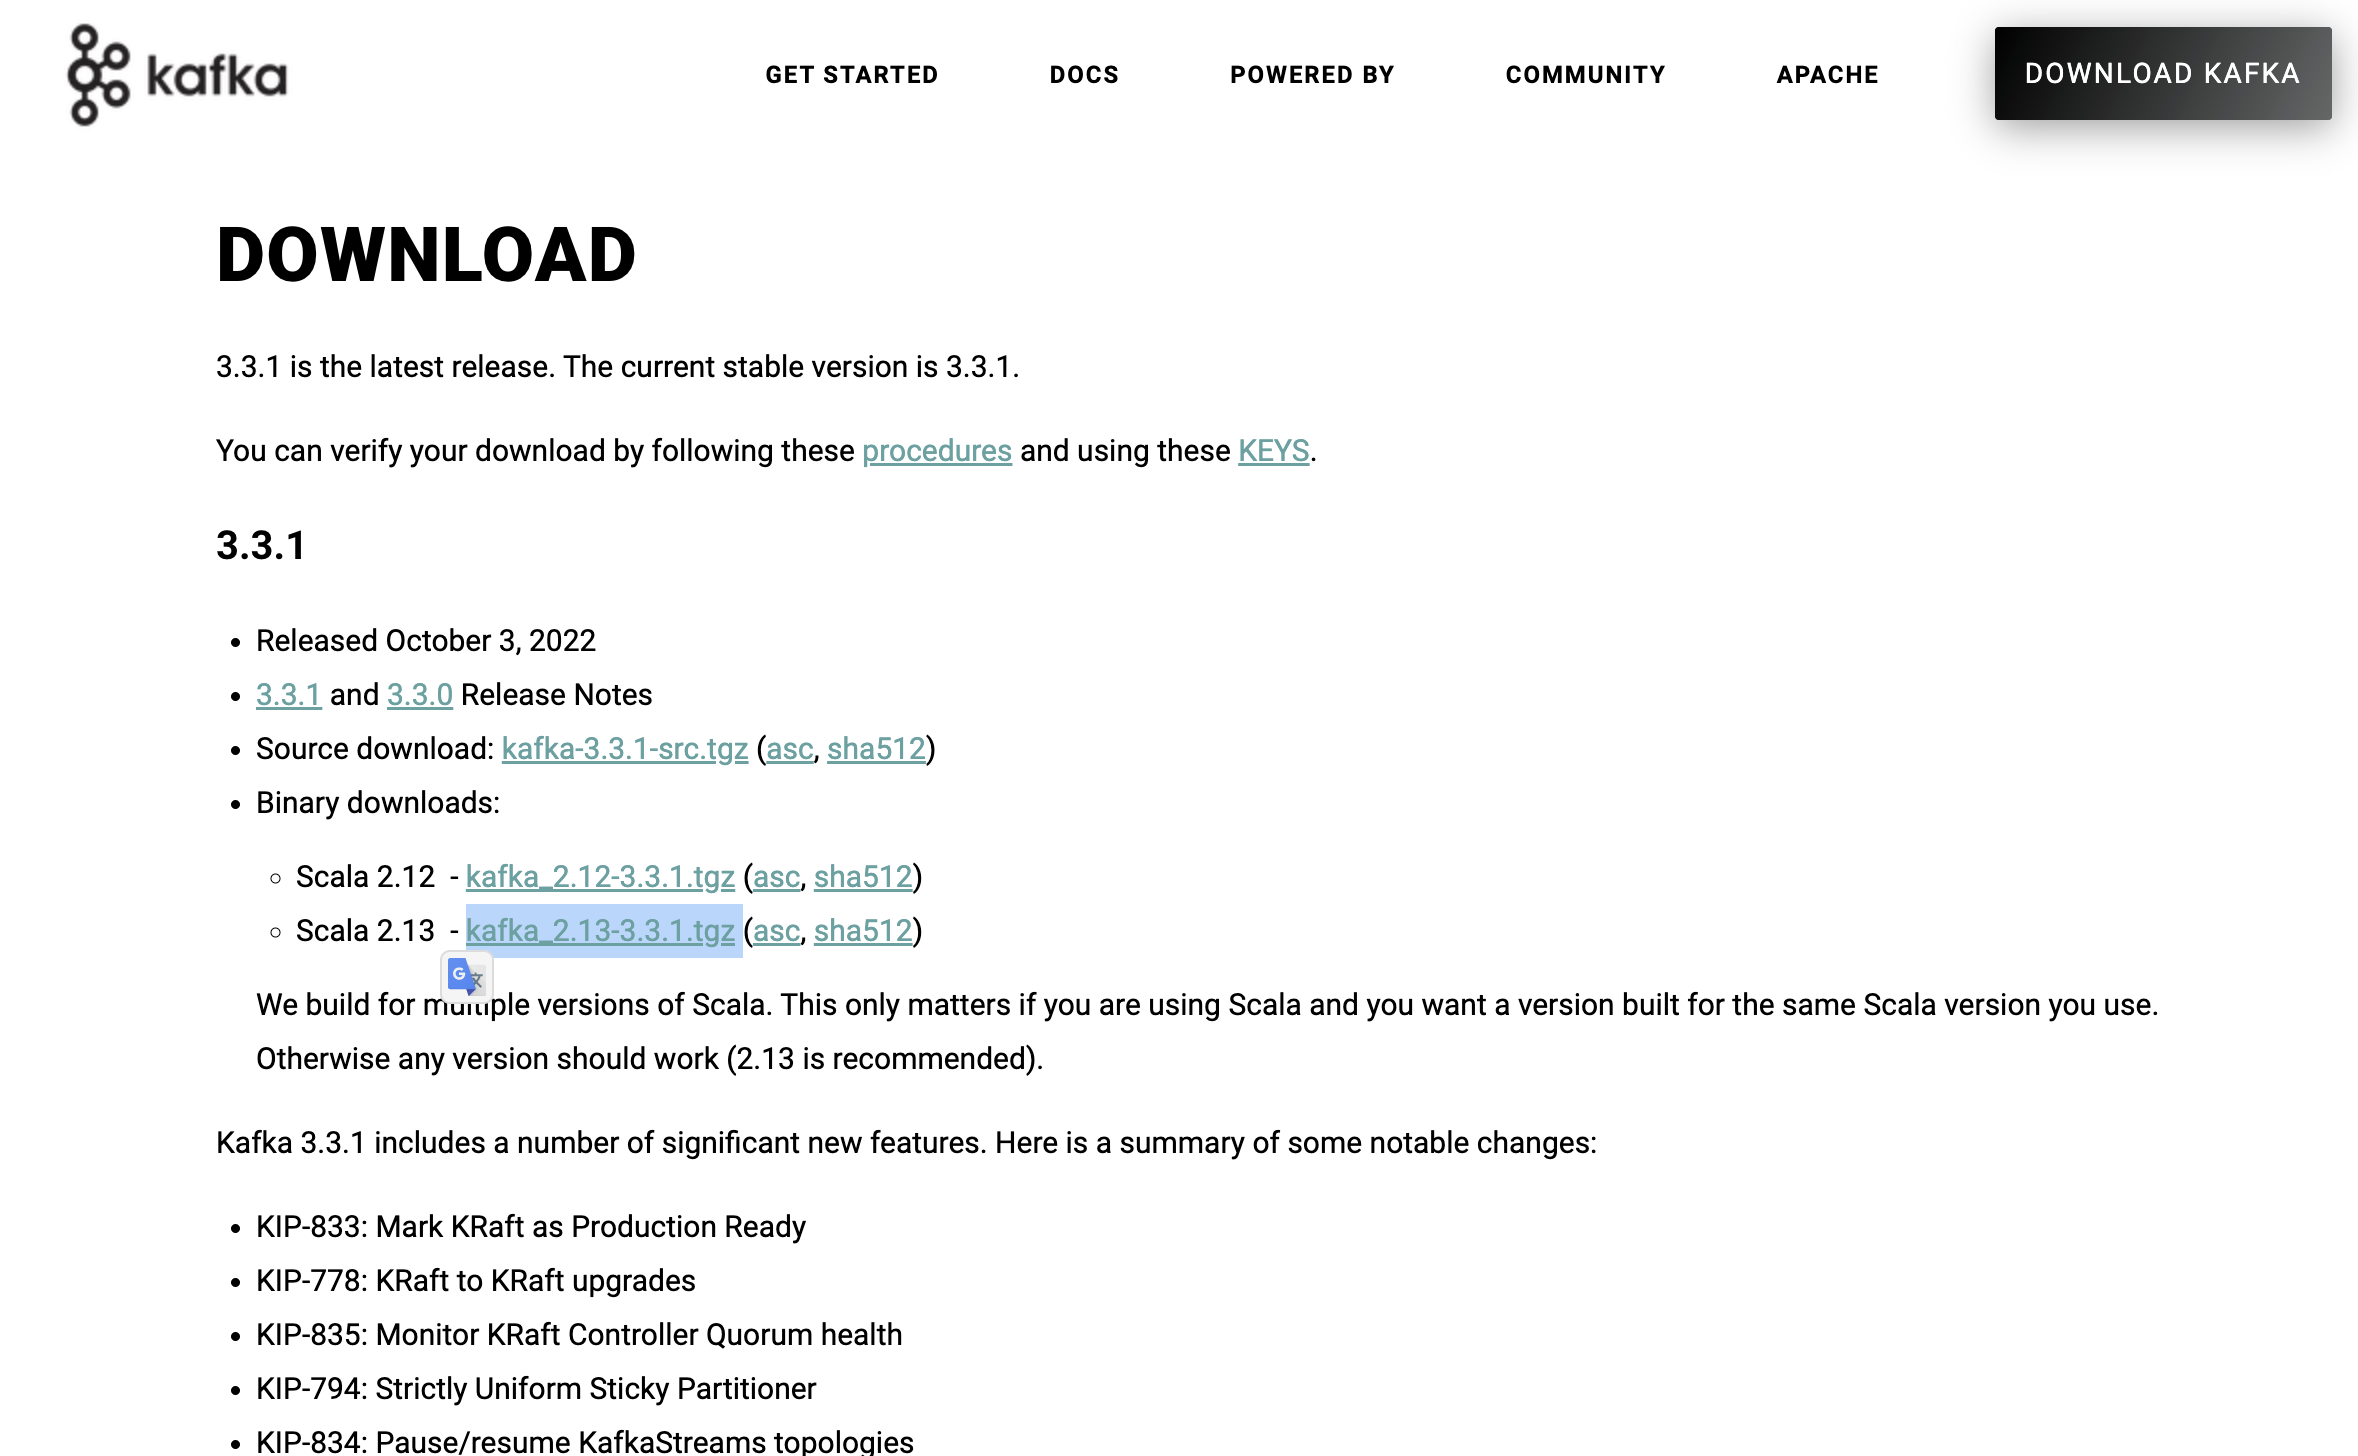 kafka
GET STARTED
DOCS
POWERED BY
COMMUNITY
APACHE
DOWNLOAD KAFKA
DOWNLOAD
3.3.1 is the latest release. The current stable version is 3.3.1.
You can verify your download by following these procedures and using these KEYS.
3.3.1
• Released October 3, 2022
• 3.3.1 and 3.3.0 Release Notes
• Source download: kafka-3.3.1-src.tgz (asc, sha512)
• Binary downloads:
◦ Scala 2.12 - kafka_2.12-3.3.1.tgz (asc, sha512)
◦ Scala 2.13 - kafka_2.13-3.3.1.tgz (asc, sha512)
G文
We build for multiple versions of Scala. This only matters if you are using Scala and you want a version built for the same Scala version you use.
Otherwise any version should work (2.13 is recommended).
Kafka 3.3.1 includes a number of significant new features. Here is a summary of some notable changes:
• KIP-833: Mark KRaft as Production Ready
• KIP-778: KRaft to KRaft upgrades
• KIP-835: Monitor KRaft Controller Quorum health
• KIP-794: Strictly Uniform Sticky Partitioner
• KIP-834: Pause/resume KafkaStreams topologies